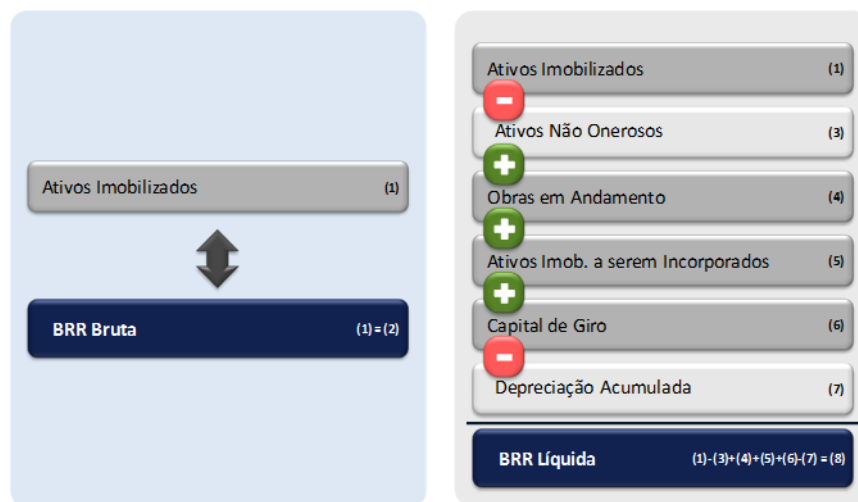 Ativos Imobilizados (1)
BRR Bruta (1) = (2)
Ativos Imobilizados (1)
Ativos Não Onerosos (3)
Obras em Andamento (4)
Ativos Imob. a serem Incorporados (5)
Capital de Giro (6)
Depreciação Acumulada (7)
BRR Líquida (1)-(3)+(4)+(5)+(6)-(7) = (8)